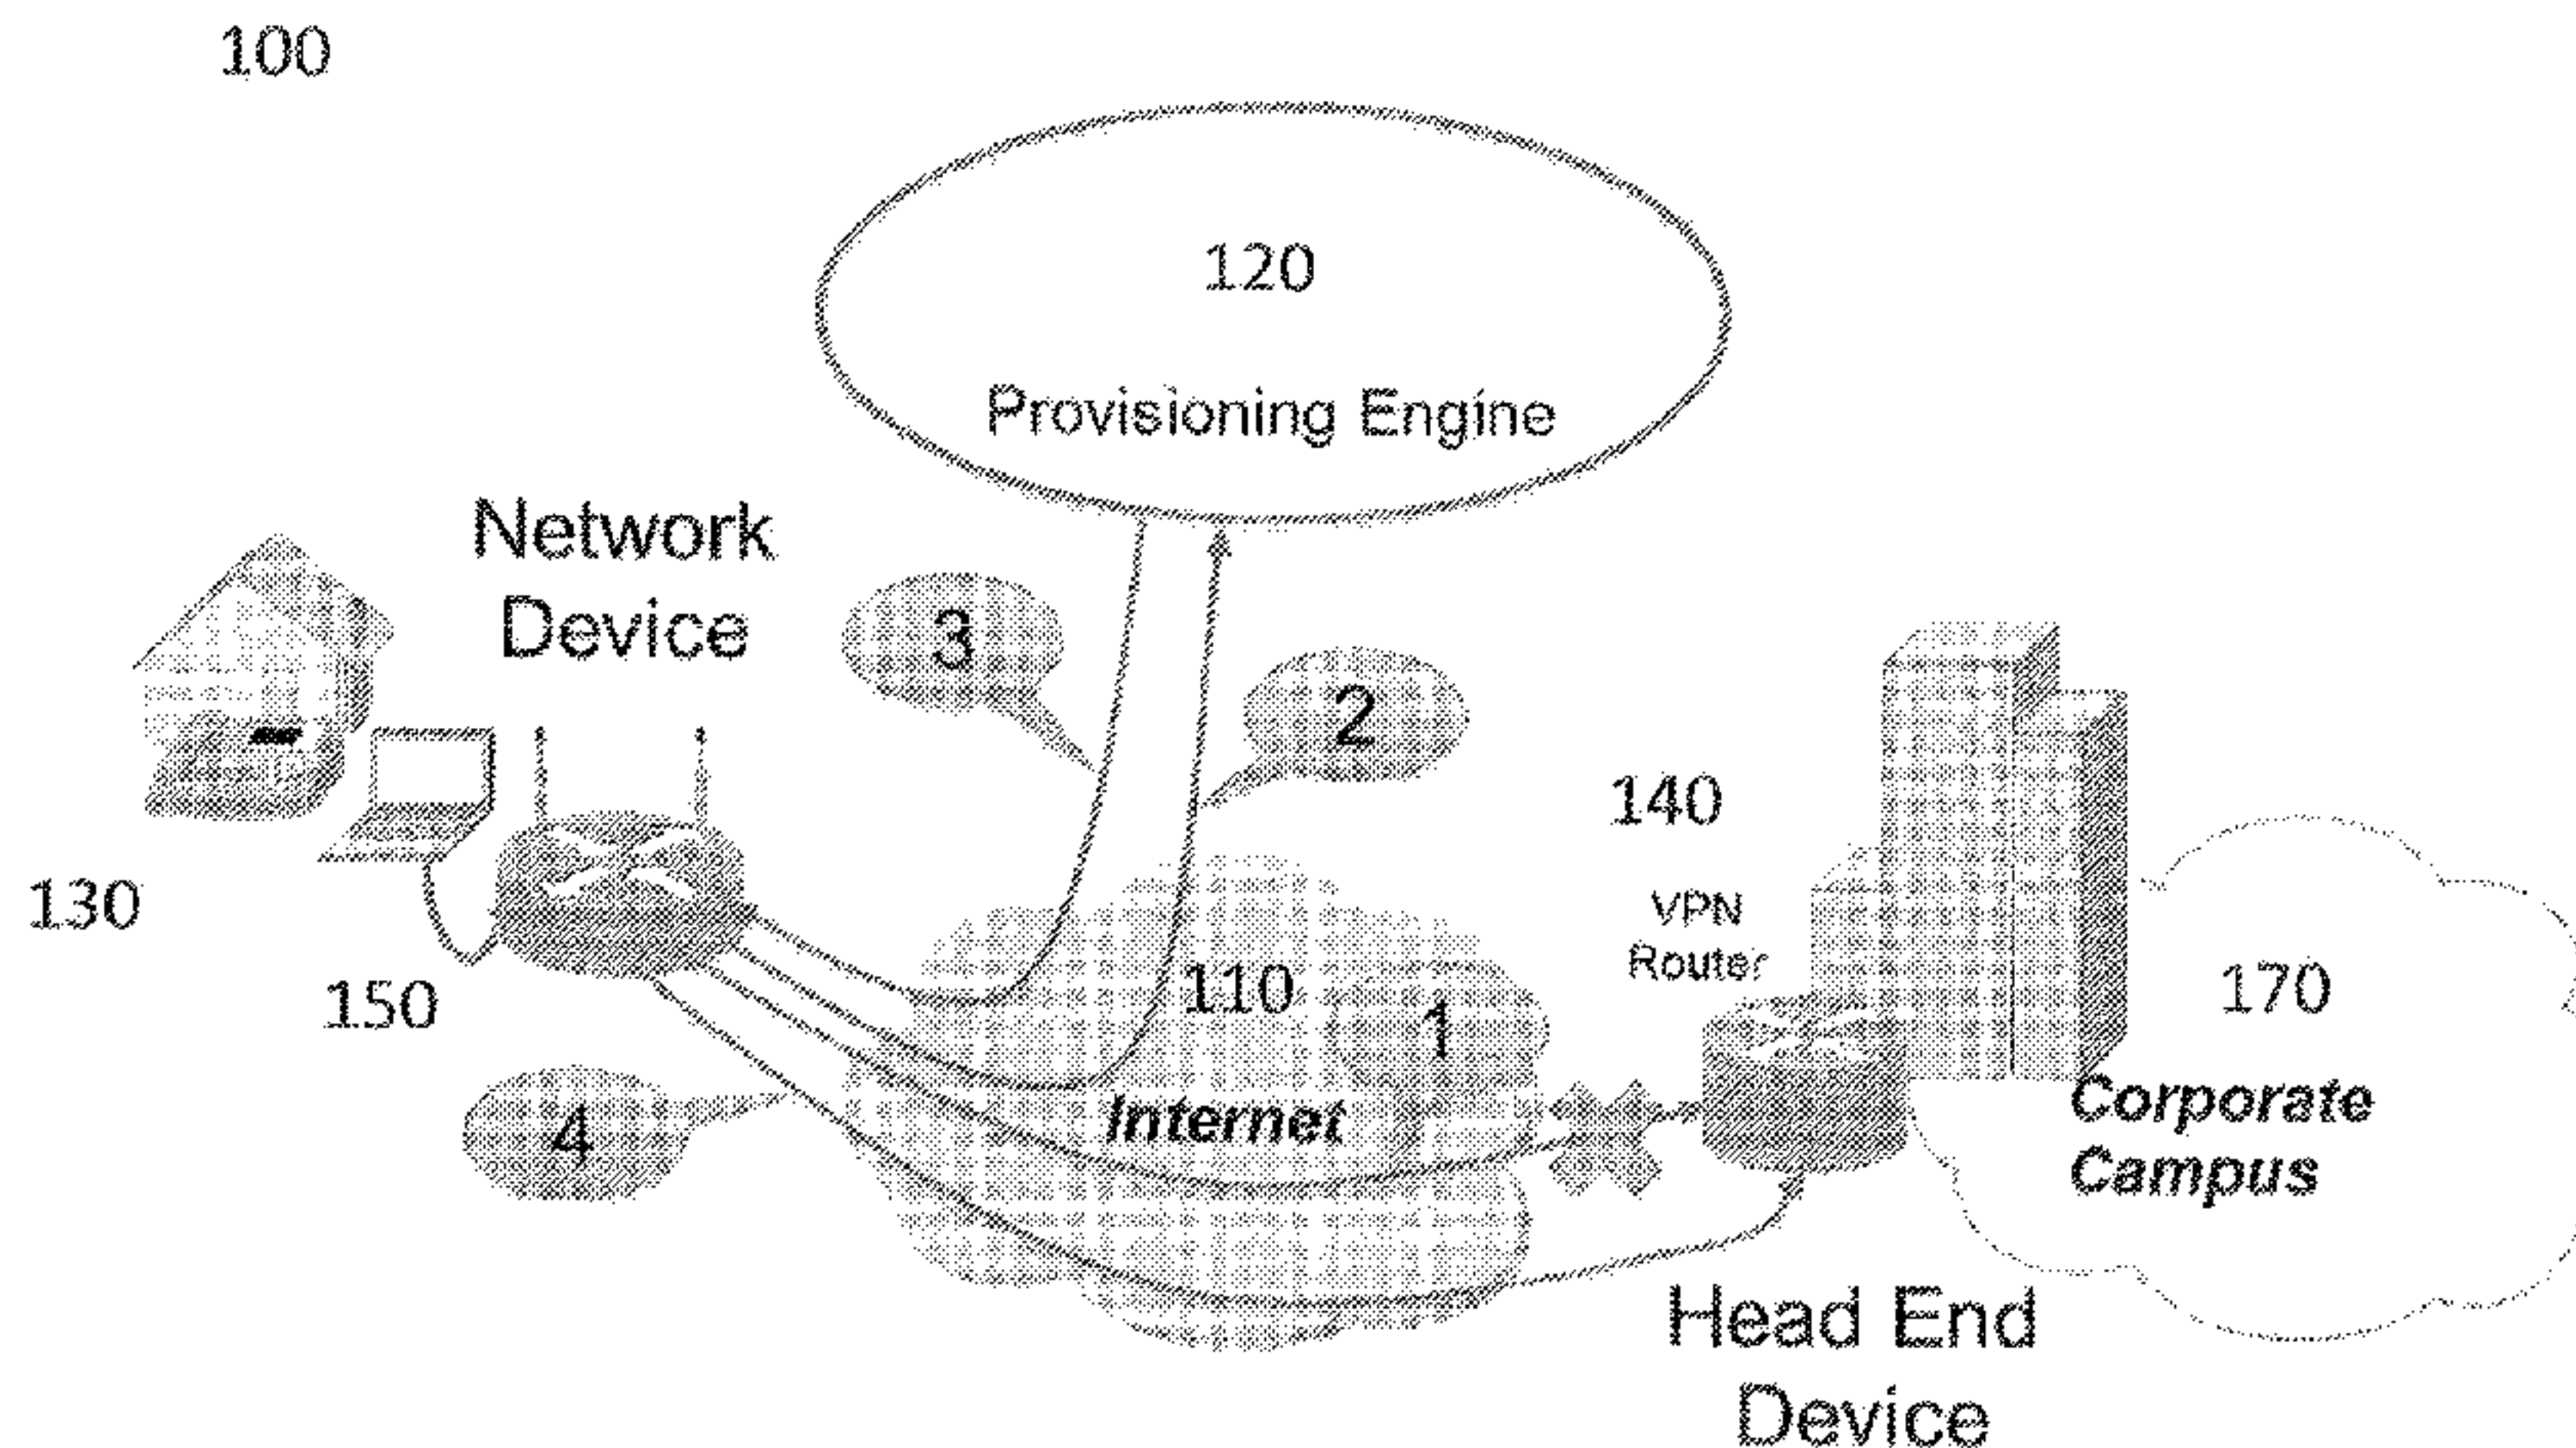 100
120
Provisioning Engine
Network
Device
3
2
140
130
VPN
Router
150
110
1
170
4
Internet
Corporate
Campus
Head End
Device